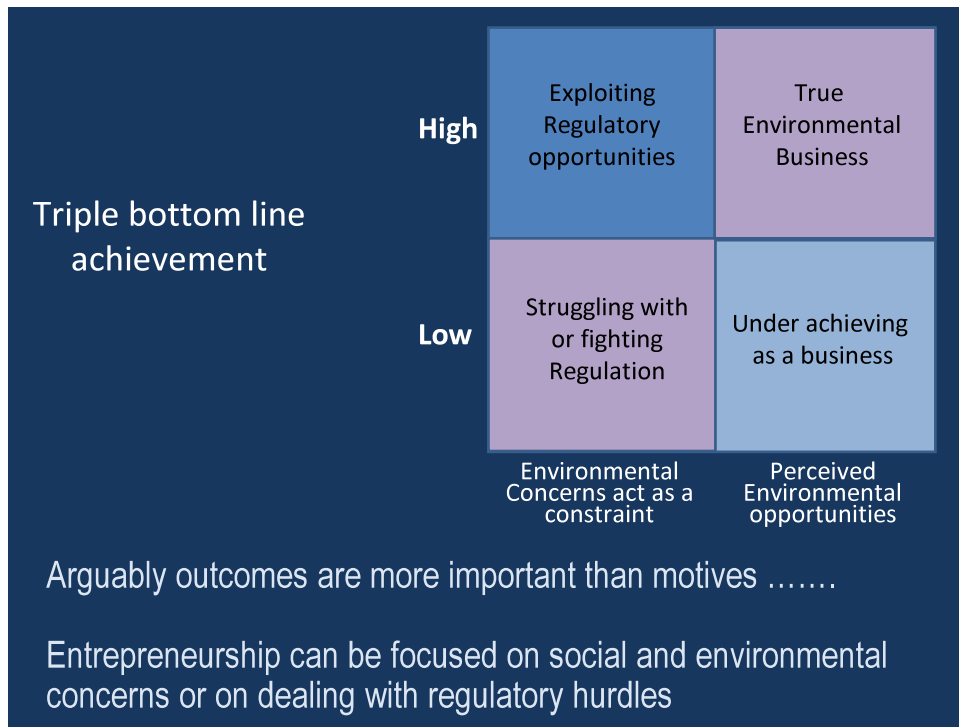 Exploiting
Regulatory
opportunities
True
Environmental
Business
High
Triple bottom line
achievement
Struggling with
or fighting
Regulation
Under achieving
as a business
Low
Environmental
Concerns act as a
constraint
Perceived
Environmental
opportunities
Arguably outcomes are more important than motives …….
Entrepreneurship can be focused on social and environmental
concerns or on dealing with regulatory hurdles